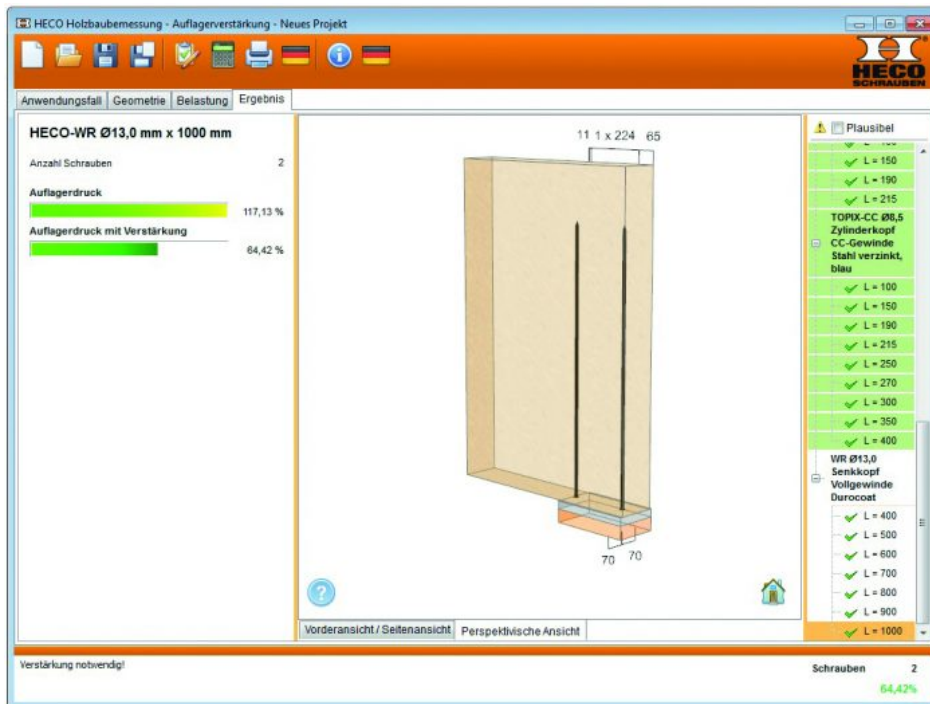 HECO Holzbaubemessung - Auflagerverstärkung - Neues Projekt
HECO
SCHRAUBEN
Anwendungsfall Geometrie Belastung Ergebnis
HECO-WR Ø13,0 mm x 1000 mm
Anzahl Schrauben 2
Auflagerdruck
117,13 %
Auflagerdruck mit Verstärkung
64,42 %
11 1 x 224 65
70 70
Vorderansicht / Seitenansicht Perspektivische Ansicht
Plausibel
L = 150
L = 190
L = 215
TOPIX-CC Ø8,5
Zylinderkopf
CC-Gewinde
Stahl verzinkt,
blau
L = 100
L = 150
L = 190
L = 215
L = 250
L = 270
L = 300
L = 350
L = 400
WR Ø13,0
Senkkopf
Vollgewinde
Durocoat
L = 400
L = 500
L = 600
L = 700
L = 800
L = 900
L = 1000
Verstärkung notwendig!
Schrauben 2
64,42%